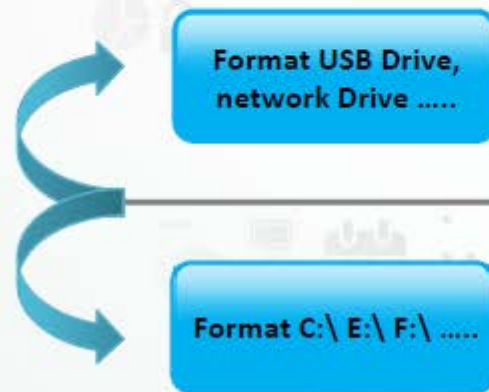 Format USB Drive,
network Drive .....
Format C:\ E:\ F:\ .....